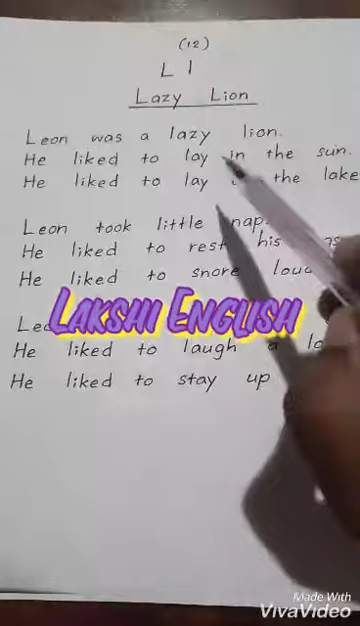 (12)
L l
Lazy Lion
Leon was a lazy lion.
He liked to lay in the sun.
He liked to lay the lake
Leon took little nap
He liked to rest his
He liked to snore
LAKSHI ENGLISH
He liked to laugh a
He liked to stay up
MADE WITH
VivaVideo